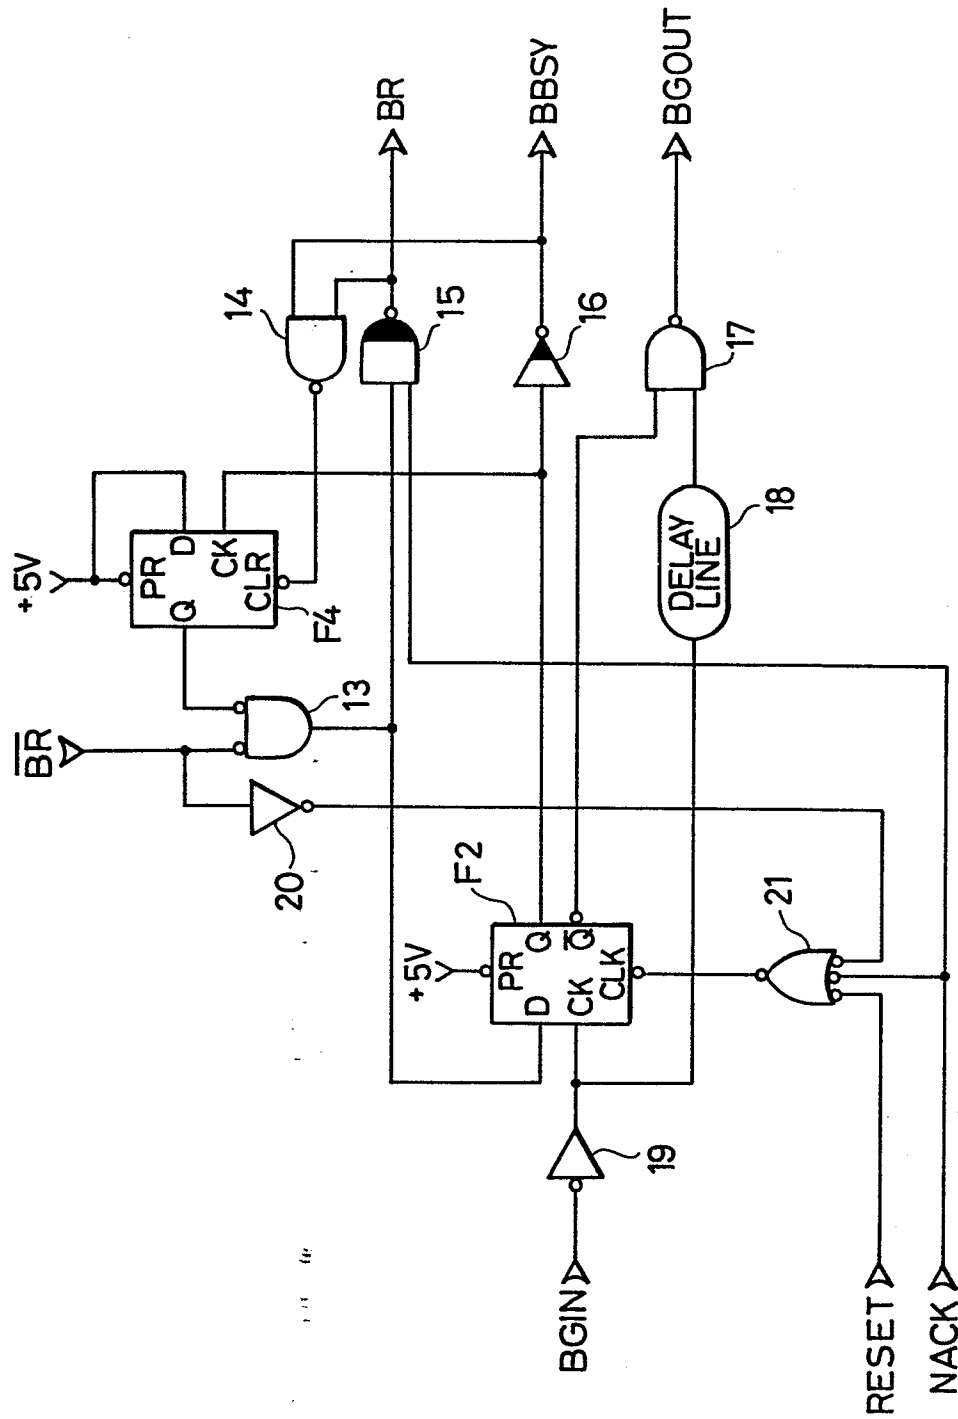 BR
BBSY
BGOUT
14
15
16
17
+5V
PR
D
Q
CK
CLR
F4
DELAY
LINE
18
B̅R̅
13
20
F2
+5V
PR
Q
D
Q̅
CK
CLK
21
19
BGIN
RESET
NACK